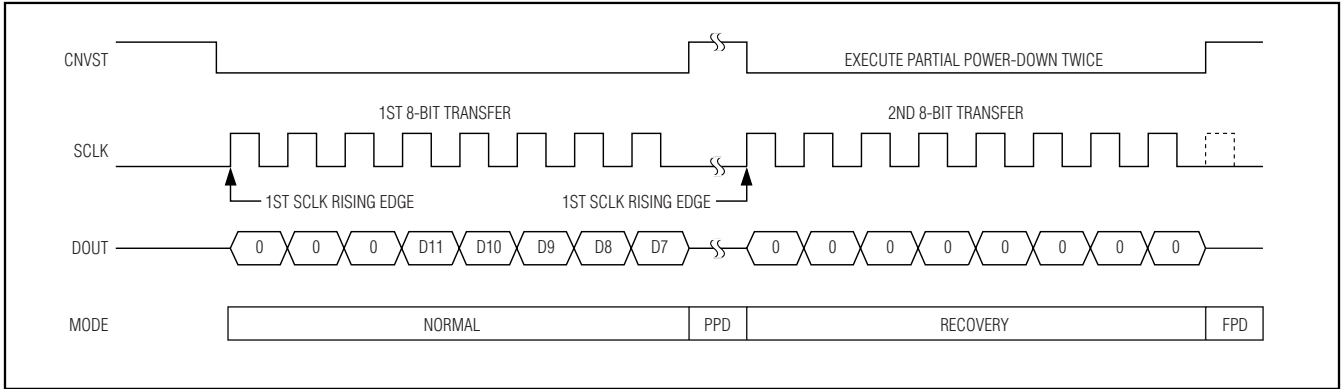 CNVST
EXECUTE PARTIAL POWER-DOWN TWICE
1ST 8-BIT TRANSFER
2ND 8-BIT TRANSFER
SCLK
1ST SCLK RISING EDGE
1ST SCLK RISING EDGE
DOUT
0 0 0 D11 D10 D9 D8 D7
0 0 0 0 0 0 0 0
MODE
NORMAL
PPD
RECOVERY
FPD